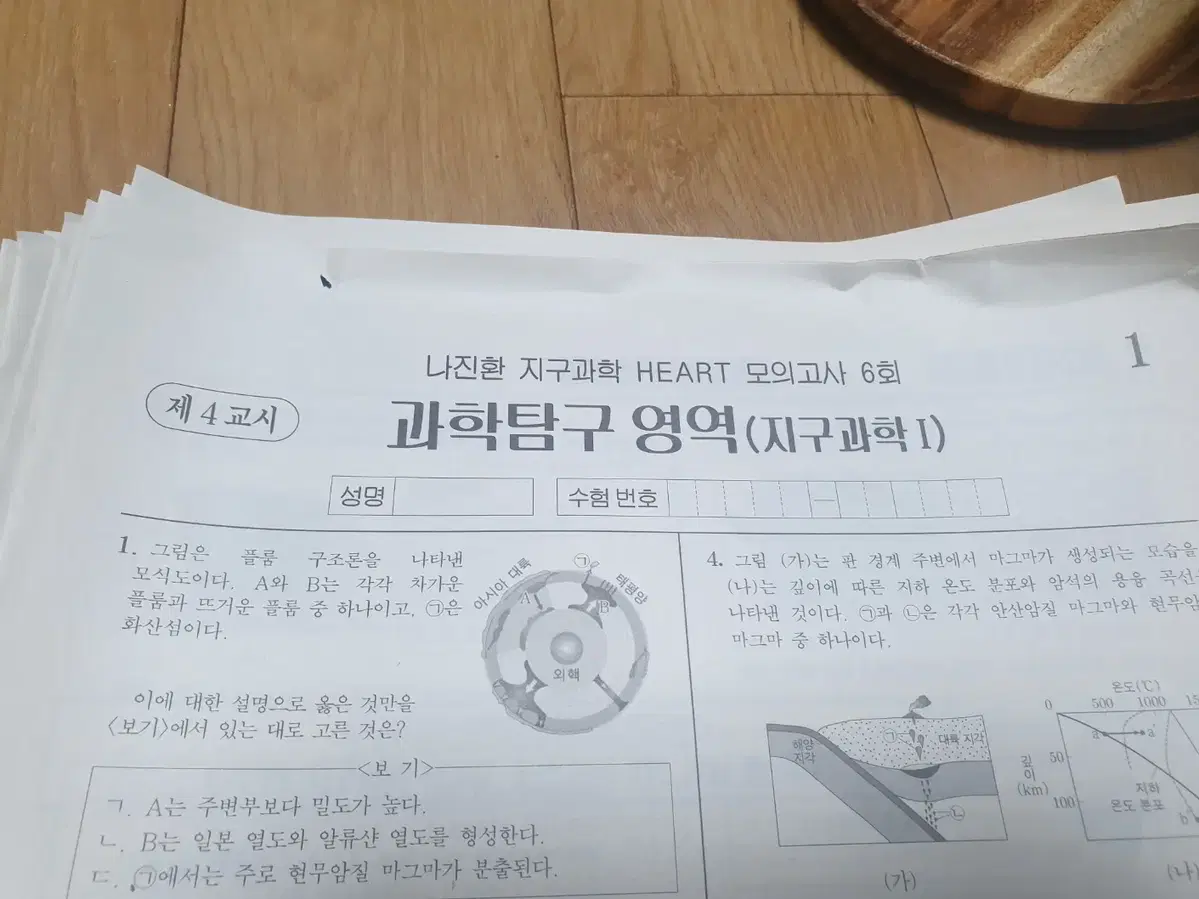 나진환 지구과학 HEART 모의고사 6회
1
제 4 교시
과학탐구 영역(지구과학 I)
성명
수험 번호
1. 그림은 플룸 구조론을 나타낸
모식도이다. A와 B는 각각 차가운
플룸과 뜨거운 플룸 중 하나이고, ㉠은
화산섬이다.
아시아 대륙
㉠
태평양
A
B
외핵
이에 대한 설명으로 옳은 것만을
<보기>에서 있는 대로 고른 것은?
<보 기>
ㄱ. A는 주변부보다 밀도가 높다.
ㄴ. B는 일본 열도와 알류샨 열도를 형성한다.
ㄷ. ㉠에서는 주로 현무암질 마그마가 분출된다.
4. 그림 (가)는 판 경계 주변에서 마그마가 생성되는 모습을
(나)는 깊이에 따른 지하 온도 분포와 암석의 용융 곡선
나타낸 것이다. ㉠과 ㉡은 각각 안산암질 마그마와 현무암
마그마 중 하나이다.
해양
지각
㉠
대륙 지각
㉡
(가)
온도(℃)
0 500 1000
깊
이
(km)
50
100
a a'
지하
온도 분포
b
(나)